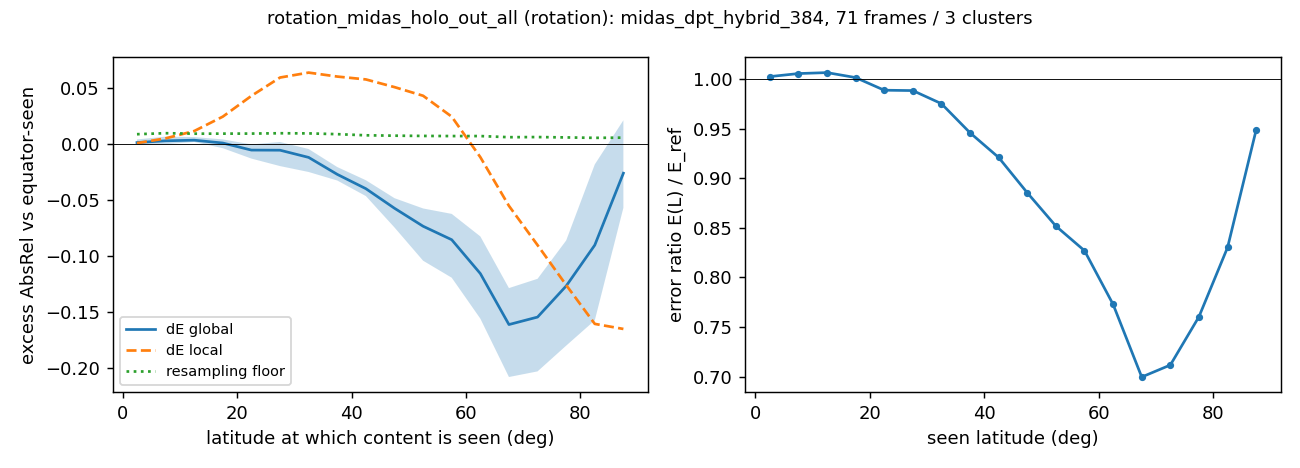 rotation_midas_holo_out_all (rotation): midas_dpt_hybrid_384, 71 frames / 3 clusters
excess AbsRel vs equator-seen
0.05
0.00
−0.05
−0.10
−0.15
−0.20
dE global
dE local
resampling floor
0 20 40 60 80
latitude at which content is seen (deg)
error ratio E(L) / E_ref
1.00
0.95
0.90
0.85
0.80
0.75
0.70
0 20 40 60 80
seen latitude (deg)